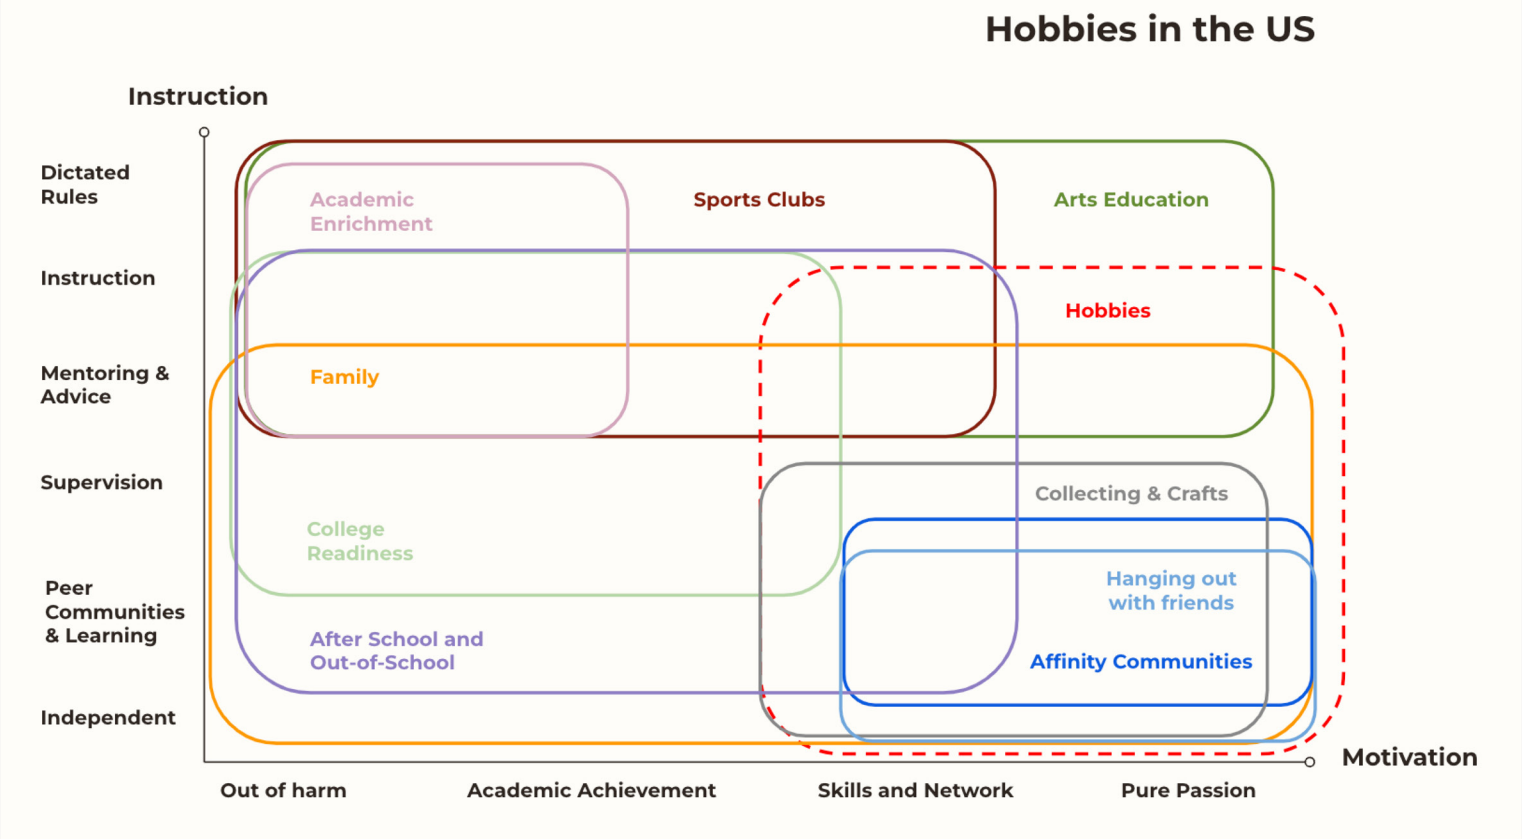 Hobbies in the US
Instruction
Dictated
Rules
Academic
Enrichment
Sports Clubs
Arts Education
Instruction
Hobbies
Mentoring &
Advice
Family
Supervision
Collecting & Crafts
College
Readiness
Peer
Communities
& Learning
Hanging out
with friends
After School and
Out-of-School
Affinity Communities
Independent
Motivation
Out of harm
Academic Achievement
Skills and Network
Pure Passion